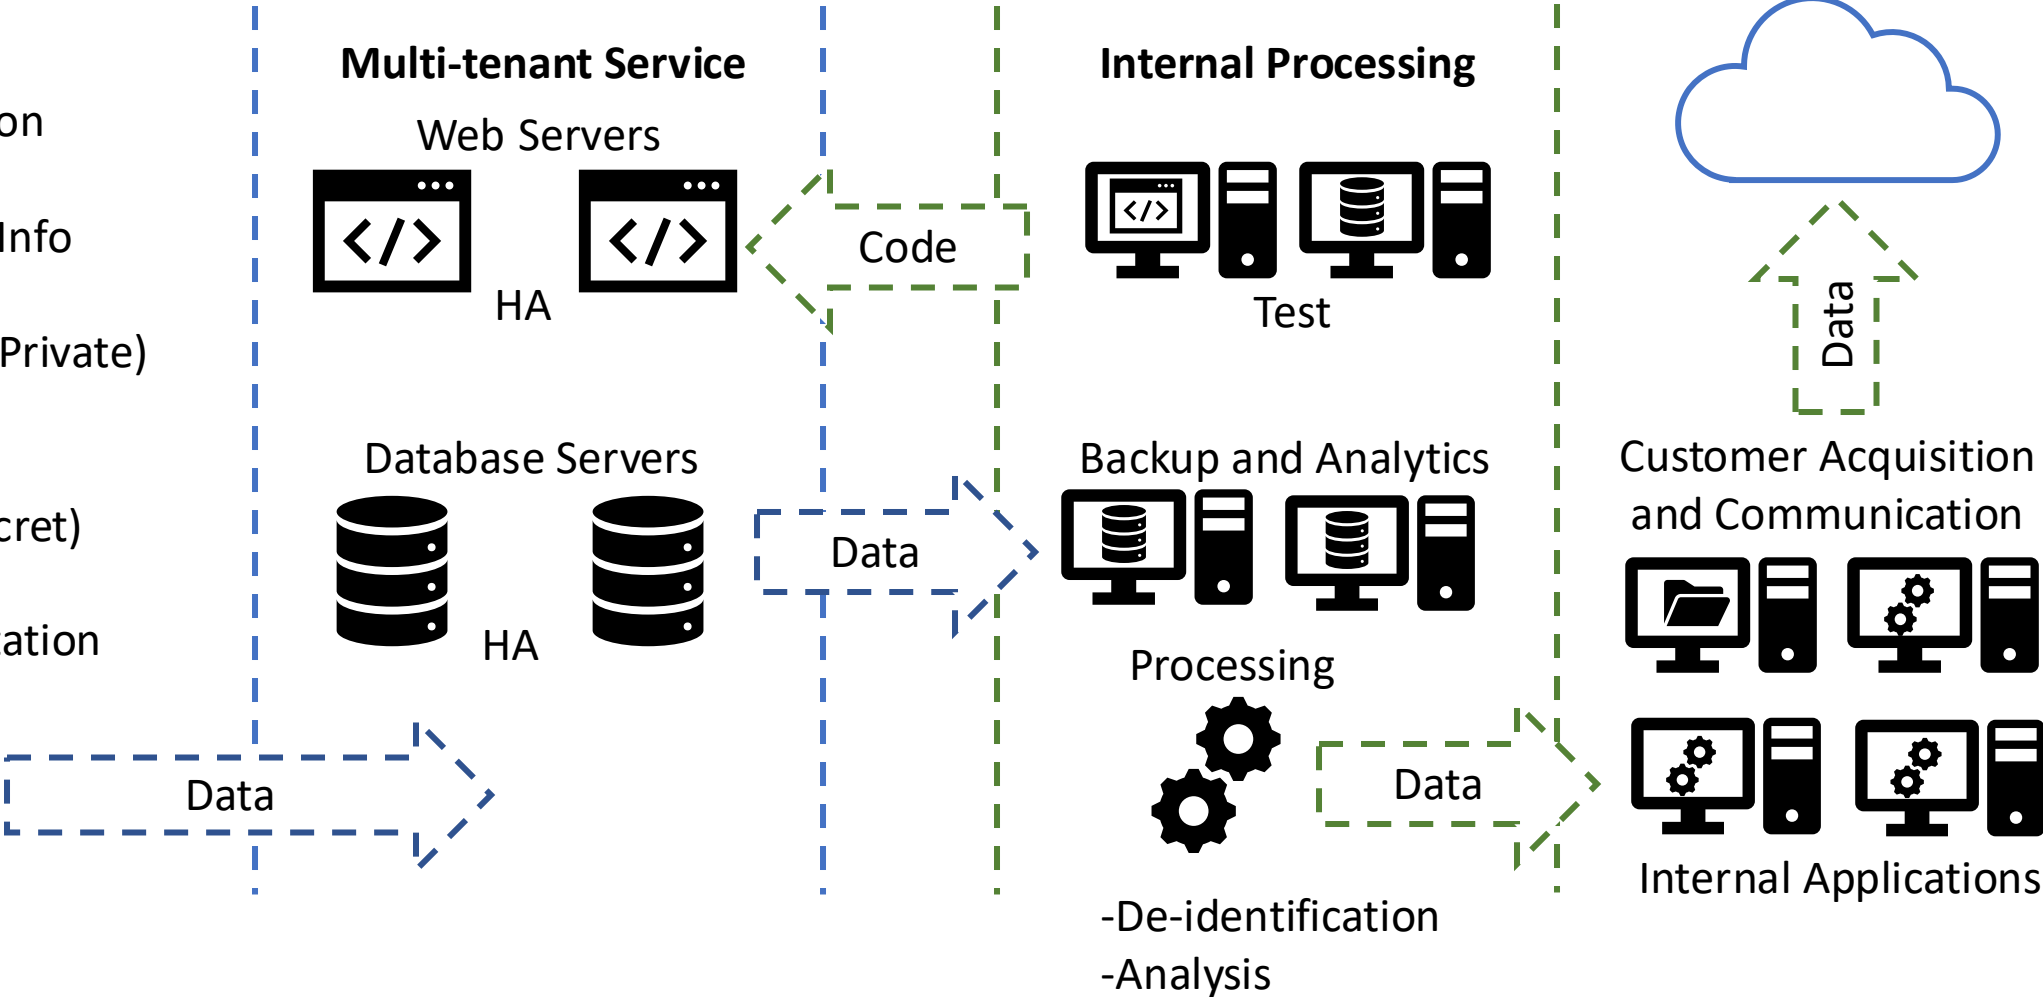 on
Info
Private)
cret)
tation
Data
Multi-tenant Service
Web Servers
</>
</>
HA
Database Servers
HA
Code
Data
Internal Processing
</>
Test
Backup and Analytics
Processing
-De-identification
-Analysis
Data
Data
Customer Acquisition
and Communication
Internal Applications